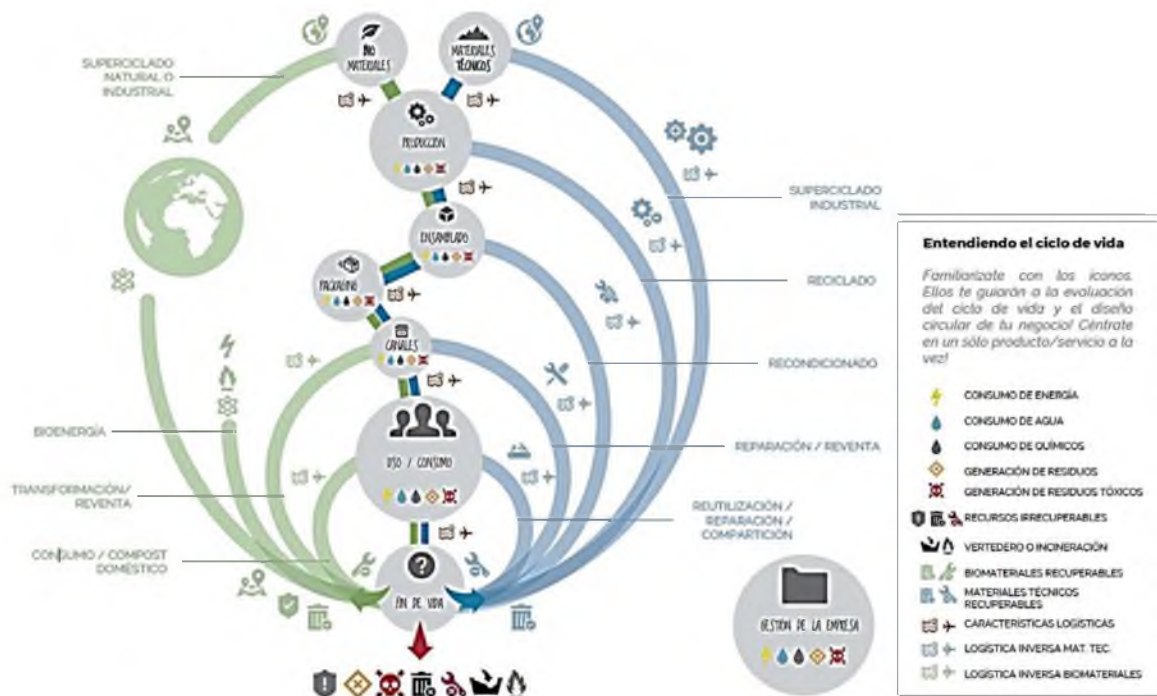 BIO
MATERIALES
MATERIALES
TÉCNICOS
SUPERCICLADO
NATURAL O
INDUSTRIAL
PRODUCCIÓN
ENSAMBLADO
PACKAGING
CANALES
USO / CONSUMO
FIN DE VIDA
BIOENERGÍA
TRANSFORMACIÓN/
REVENTA
CONSUMO / COMPOST
DOMÉSTICO
SUPERCICLADO
INDUSTRIAL
RECICLADO
RECONDICIONADO
REPARACIÓN / REVENTA
REUTILIZACIÓN /
REPARACIÓN /
COMPARTICIÓN
GESTIÓN DE LA EMPRESA
Entendiendo el ciclo de vida
Familiarízate con los iconos.
Ellos te guiarán a la evaluación
del ciclo de vida y el diseño
circular de tu negocio! Céntrate
en un sólo producto/servicio a la
vez!
CONSUMO DE ENERGÍA
CONSUMO DE AGUA
CONSUMO DE QUÍMICOS
GENERACIÓN DE RESIDUOS
GENERACIÓN DE RESIDUOS TÓXICOS
RECURSOS IRRECUPERABLES
VERTEDERO O INCINERACIÓN
BIOMATERIALES RECUPERABLES
MATERIALES TÉCNICOS
RECUPERABLES
CARACTERÍSTICAS LOGÍSTICAS
LOGÍSTICA INVERSA MAT. TEC.
LOGÍSTICA INVERSA BIOMATERIALES